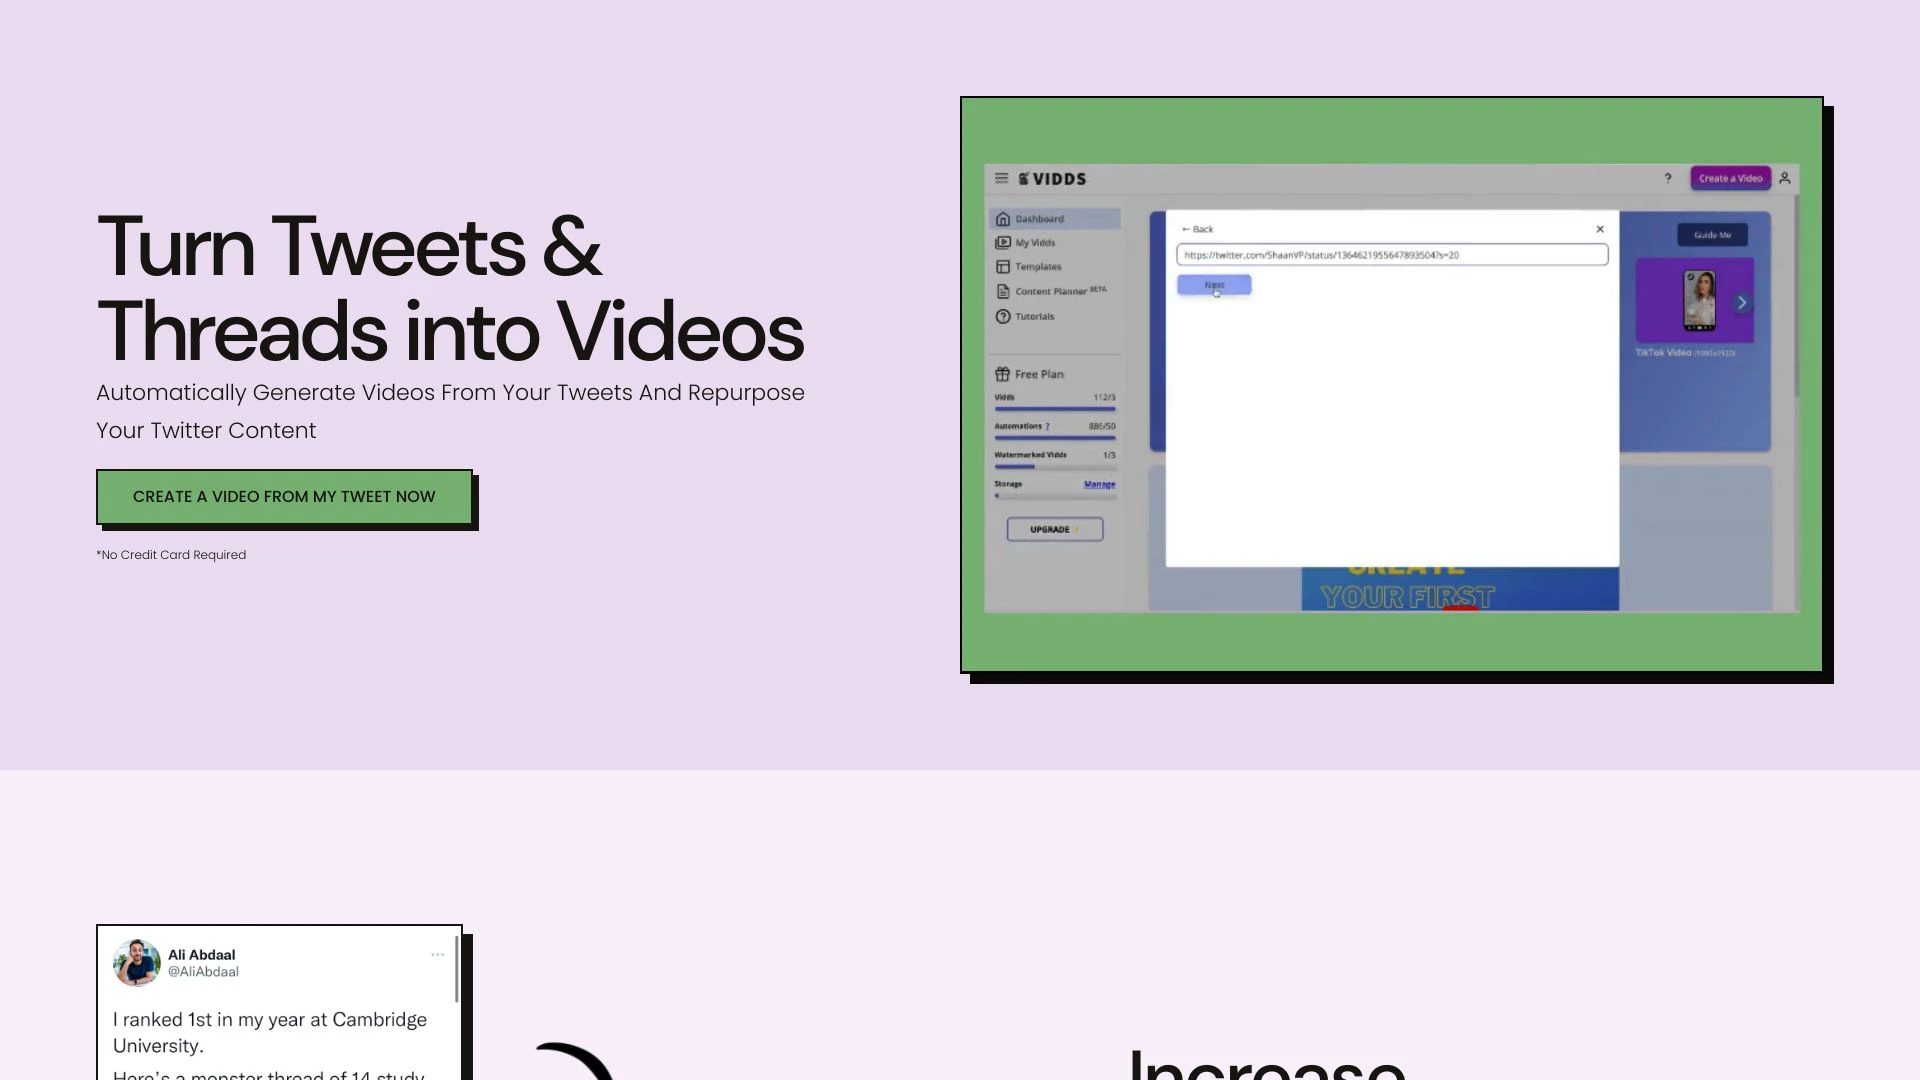 Turn Tweets &
Threads into Videos
Automatically Generate Videos From Your Tweets And Repurpose
Your Twitter Content
CREATE A VIDEO FROM MY TWEET NOW
*No Credit Card Required
VIDDS
?
Create a Video
Dashboard
My Vidds
Templates
Content Planner BETA
Tutorials
Free Plan
Vidds 112/3
Automations ? 886/50
Watermarked Vidds 1/3
Storage Manage
UPGRADE
← Back
https://twitter.com/ShaanVP/status/1364621955647893504?s=20
Next
Guide Me
TikTok Video (1080x1920)
CREATE
YOUR FIRST
Ali Abdaal
@AliAbdaal
I ranked 1st in my year at Cambridge
University.
Here's a monster thread of 14 study
Increase